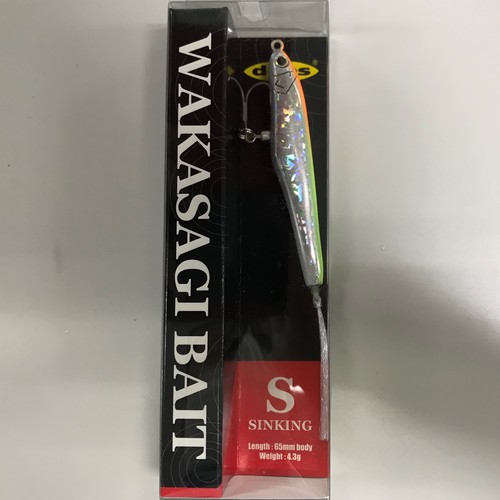 WAKASAGI BAIT
S
SINKING
Length : 65mm body
Weight : 4.3g